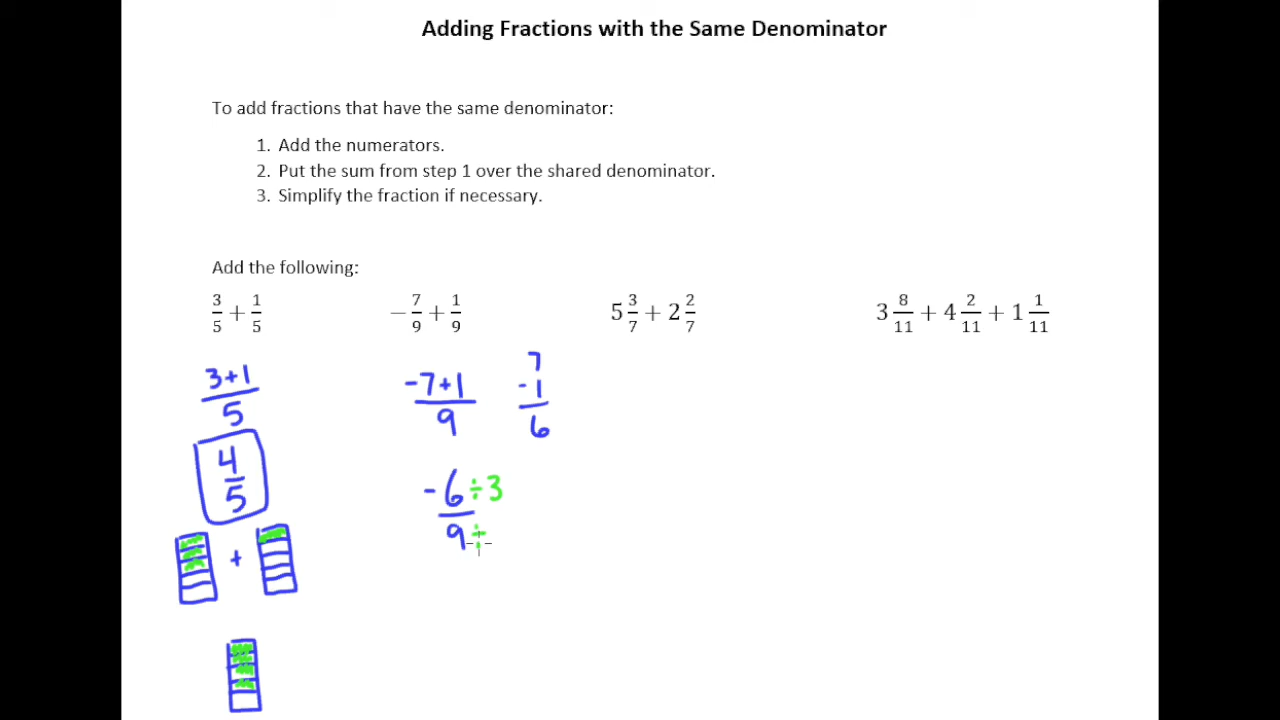 Adding Fractions with the Same Denominator
To add fractions that have the same denominator:
1. Add the numerators.
2. Put the sum from step 1 over the shared denominator.
3. Simplify the fraction if necessary.
Add the following:
3/5 + 1/5
-7/9 + 1/9
5 3/7 + 2 2/7
3 8/11 + 4 2/11 + 1 1/11
3+1
5
4
5
+
-7+1
9
7
-1
6
-6÷3
9÷